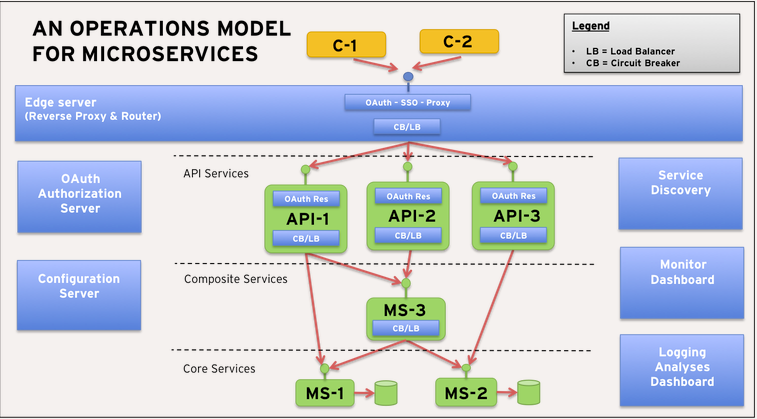 AN OPERATIONS MODEL
FOR MICROSERVICES
C-1
C-2
Legend
• LB = Load Balancer
• CB = Circuit Breaker
Edge server
(Reverse Proxy & Router)
OAuth – SSO - Proxy
CB/LB
OAuth
Authorization
Server
Configuration
Server
API Services
OAuth Res
API-1
CB/LB
OAuth Res
API-2
CB/LB
OAuth Res
API-3
CB/LB
Composite Services
MS-3
CB/LB
Core Services
MS-1
MS-2
Service
Discovery
Monitor
Dashboard
Logging
Analyses
Dashboard